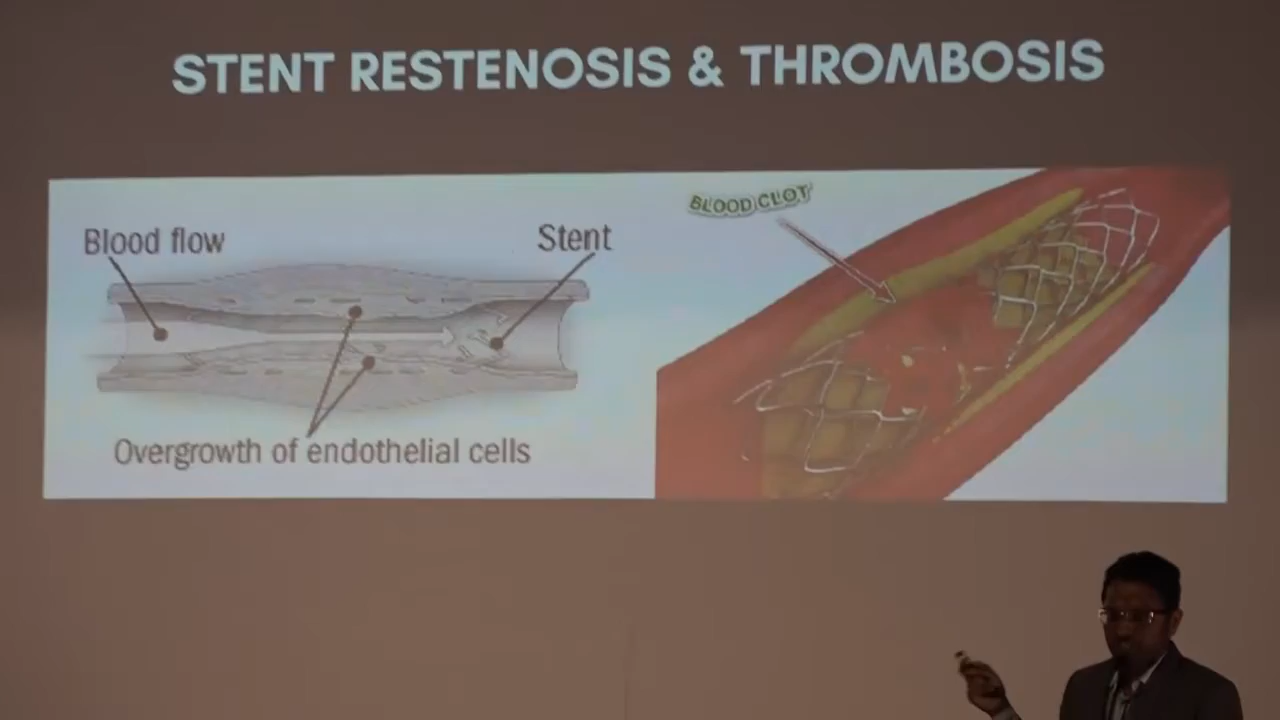 STENT RESTENOSIS & THROMBOSIS
Blood flow
Stent
Overgrowth of endothelial cells
BLOOD CLOT